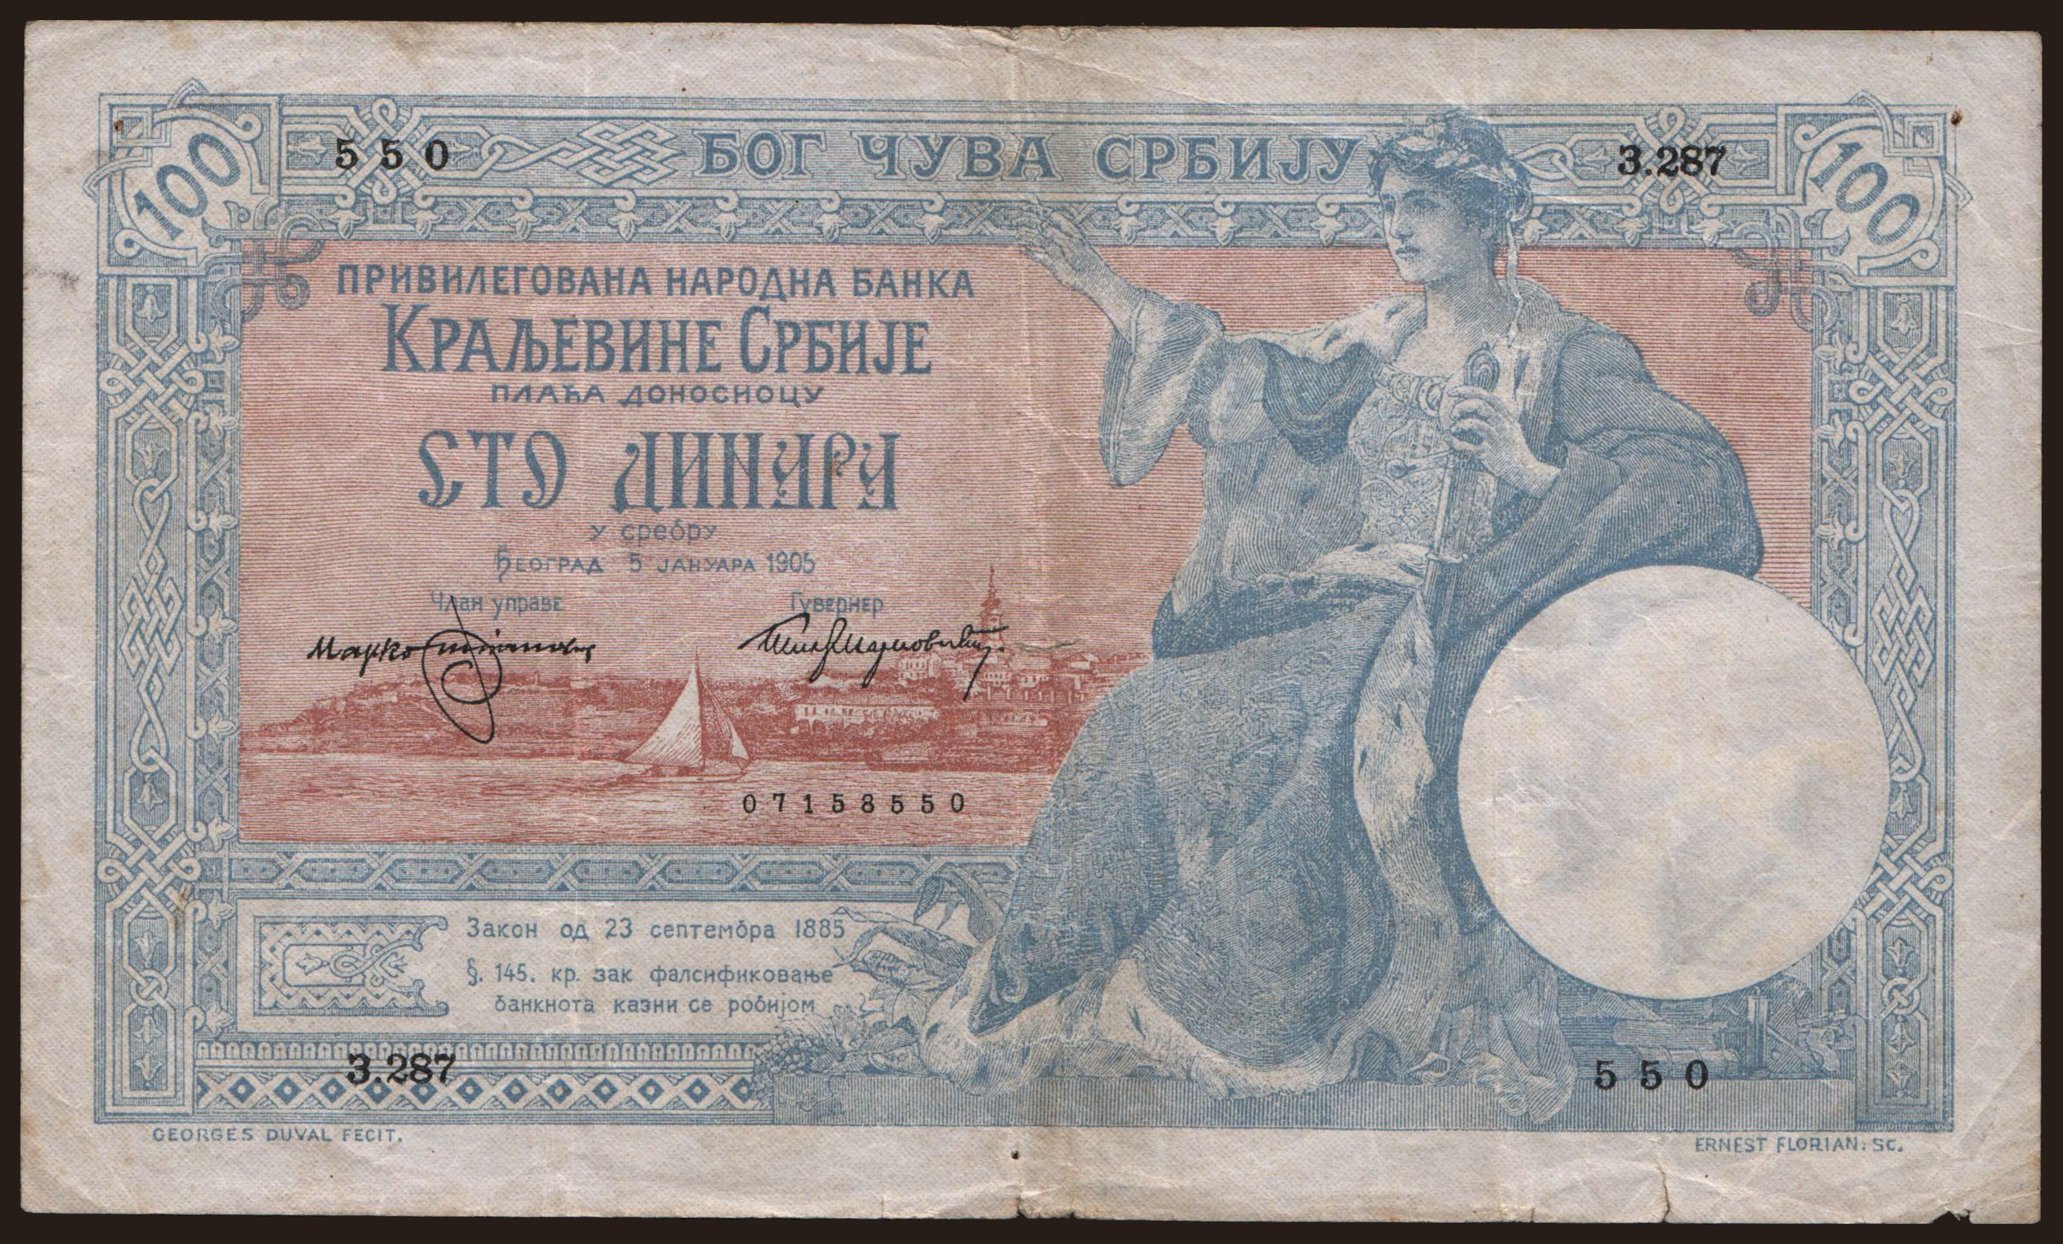 100 550 БОГ ЧУВА СРБИЈУ 3.287 100
ПРИВИЛЕГОВАНА НАРОДНА БАНКА
КРАЉЕВИНЕ СРБИЈЕ
ПЛАЋА ДОНОСИОЦУ
СТО ДИНАРА
У СРЕБРУ
БЕОГРАД 5 ЈАНУАРА 1905
Члан управе Гувернер
Марко
07158550
Закон од 23 септембра 1885
§. 145. кр. зак фалсификовање
банкнота казни се робијом
3.287 550
GEORGES DUVAL FECIT. ERNEST FLORIAN: SC.